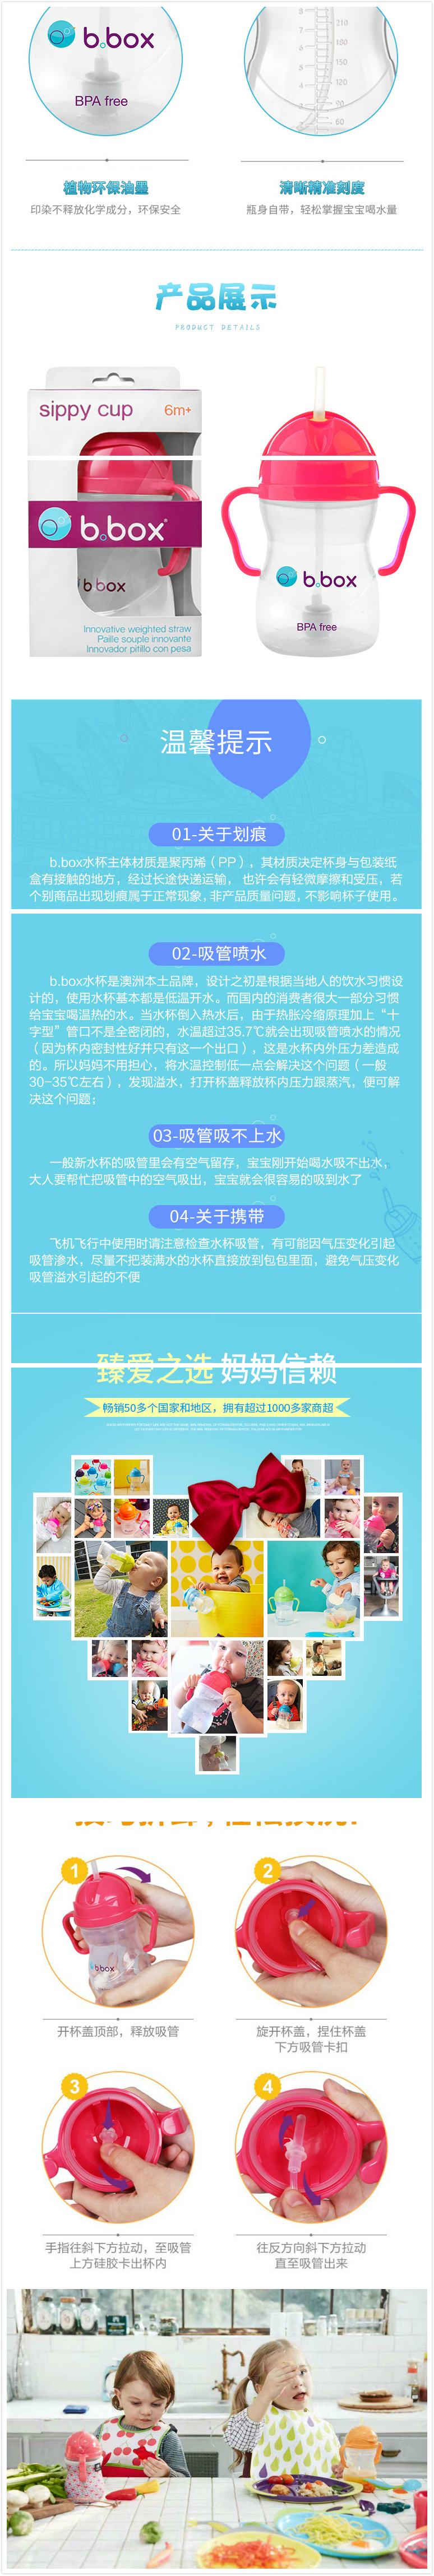 b.box
BPA free
8
7
6
5
4
3
210
180
150
120
90
60
植物环保油墨
清晰精准刻度
印染不释放化学成分，环保安全
瓶身自带，轻松掌握宝宝喝水量
产品展示
PRODUCT DETAILS
sippy cup
6m+
b.box
b box
Innovative weighted straw
Paille souple innovante
Innovador pitillo con pesa
b.box
BPA free
温馨提示
01-关于划痕
b.box水杯主体材质是聚丙烯（PP），其材质决定杯身与包装纸
盒有接触的地方，经过长途快递运输， 也许会有轻微摩擦和受压，若
个别商品出现划痕属于正常现象，非产品质量问题，不影响杯子使用。
02-吸管喷水
b.box水杯是澳洲本土品牌，设计之初是根据当地人的饮水习惯设
计的，使用水杯基本都是低温开水。而国内的消费者很大一部分习惯
给宝宝喝温热的水。当水杯倒入热水后，由于热胀冷缩原理加上“十
字型”管口不是全密闭的，水温超过35.7℃就会出现吸管喷水的情况
（因为杯内密封性好并只有这一个出口），这是水杯内外压力差造成
的。所以妈妈不用担心，将水温控制低一点会解决这个问题（一般
30-35℃左右），发现溢水，打开杯盖释放杯内压力跟蒸汽，便可解
决这个问题；
03-吸管吸不上水
一般新水杯的吸管里会有空气留存，宝宝刚开始喝水吸不出水，
大人要帮忙把吸管中的空气吸出，宝宝就会很容易的吸到水了
04-关于携带
飞机飞行中使用时请注意检查水杯吸管，有可能因气压变化引起
吸管渗水，尽量不把装满水的水杯直接放到包包里面，避免气压变化
吸管溢水引起的不便
臻爱之选 妈妈信赖
畅销50多个国家和地区，拥有超过1000多家商超
1
2
b.box
开杯盖顶部，释放吸管
旋开杯盖，捏住杯盖
下方吸管卡扣
3
4
手指往斜下方拉动，至吸管
上方硅胶卡出杯内
往反方向斜下方拉动
直至吸管出来